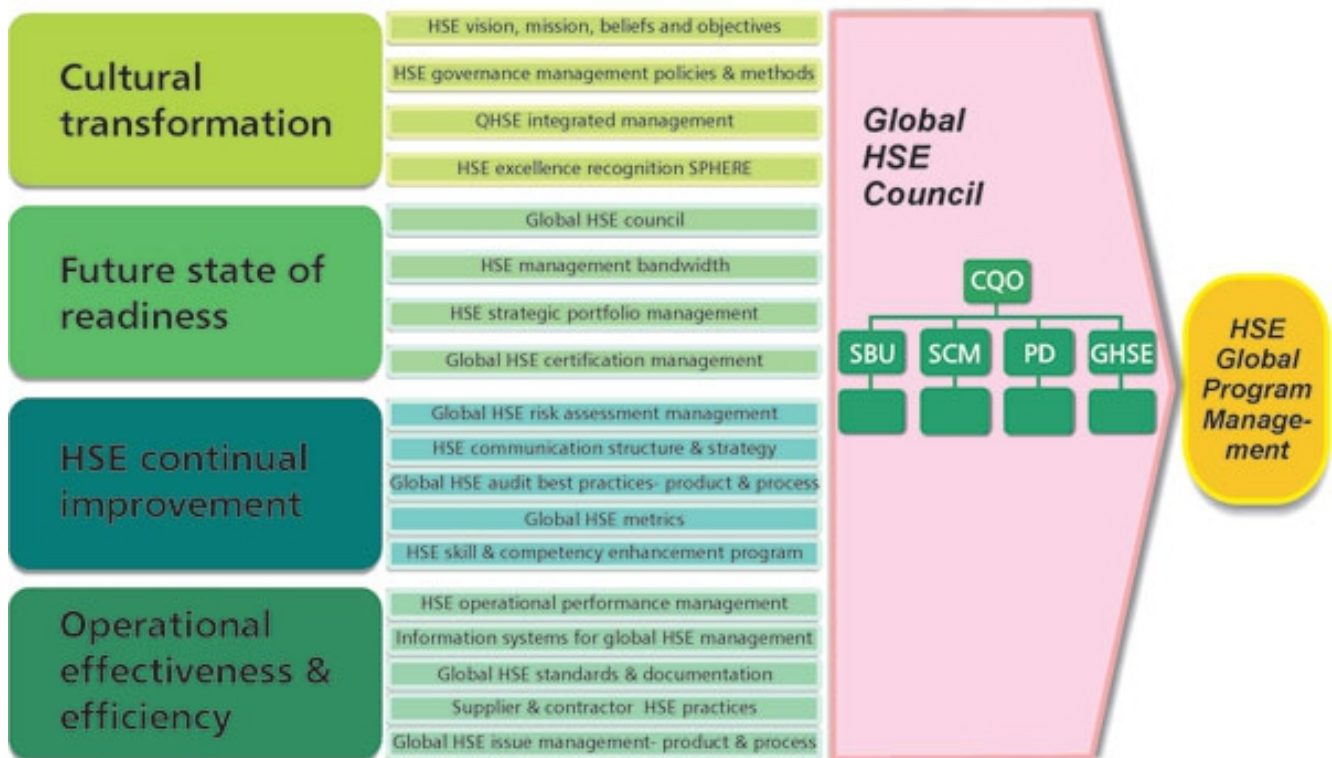 Cultural
transformation
HSE vision, mission, beliefs and objectives
HSE governance management policies & methods
QHSE integrated management
HSE excellence recognition SPHERE
Future state of
readiness
Global HSE council
HSE management bandwidth
HSE strategic portfolio management
Global HSE certification management
HSE continual
improvement
Global HSE risk assessment management
HSE communication structure & strategy
Global HSE audit best practices- product & process
Global HSE metrics
HSE skill & competency enhancement program
Operational
effectiveness &
efficiency
HSE operational performance management
Information systems for global HSE management
Global HSE standards & documentation
Supplier & contractor HSE practices
Global HSE issue management- product & process
Global
HSE
Council
CQO
SBU SCM PD GHSE
HSE
Global
Program
Manage-
ment